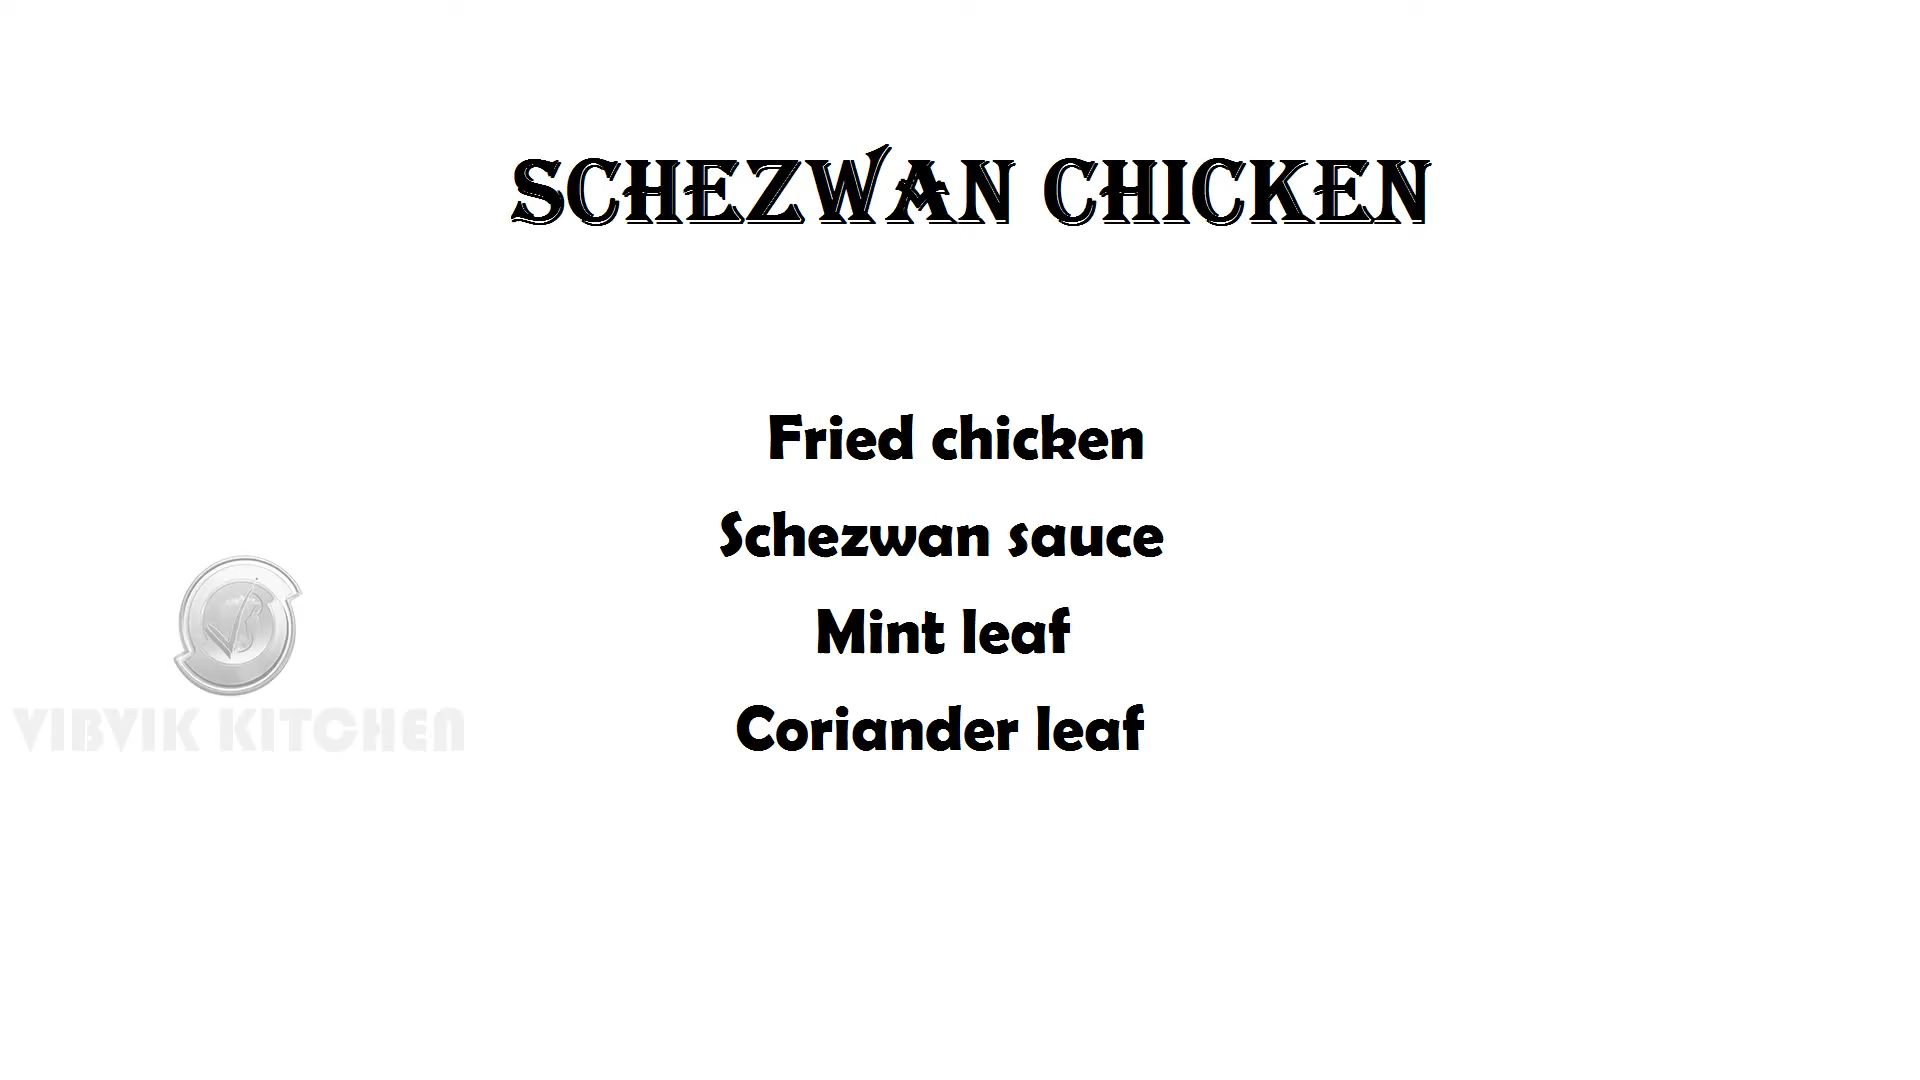 SCHEZWAN CHICKEN
Fried chicken
Schezwan sauce
Mint leaf
Coriander leaf
VIBVIK KITCHEN